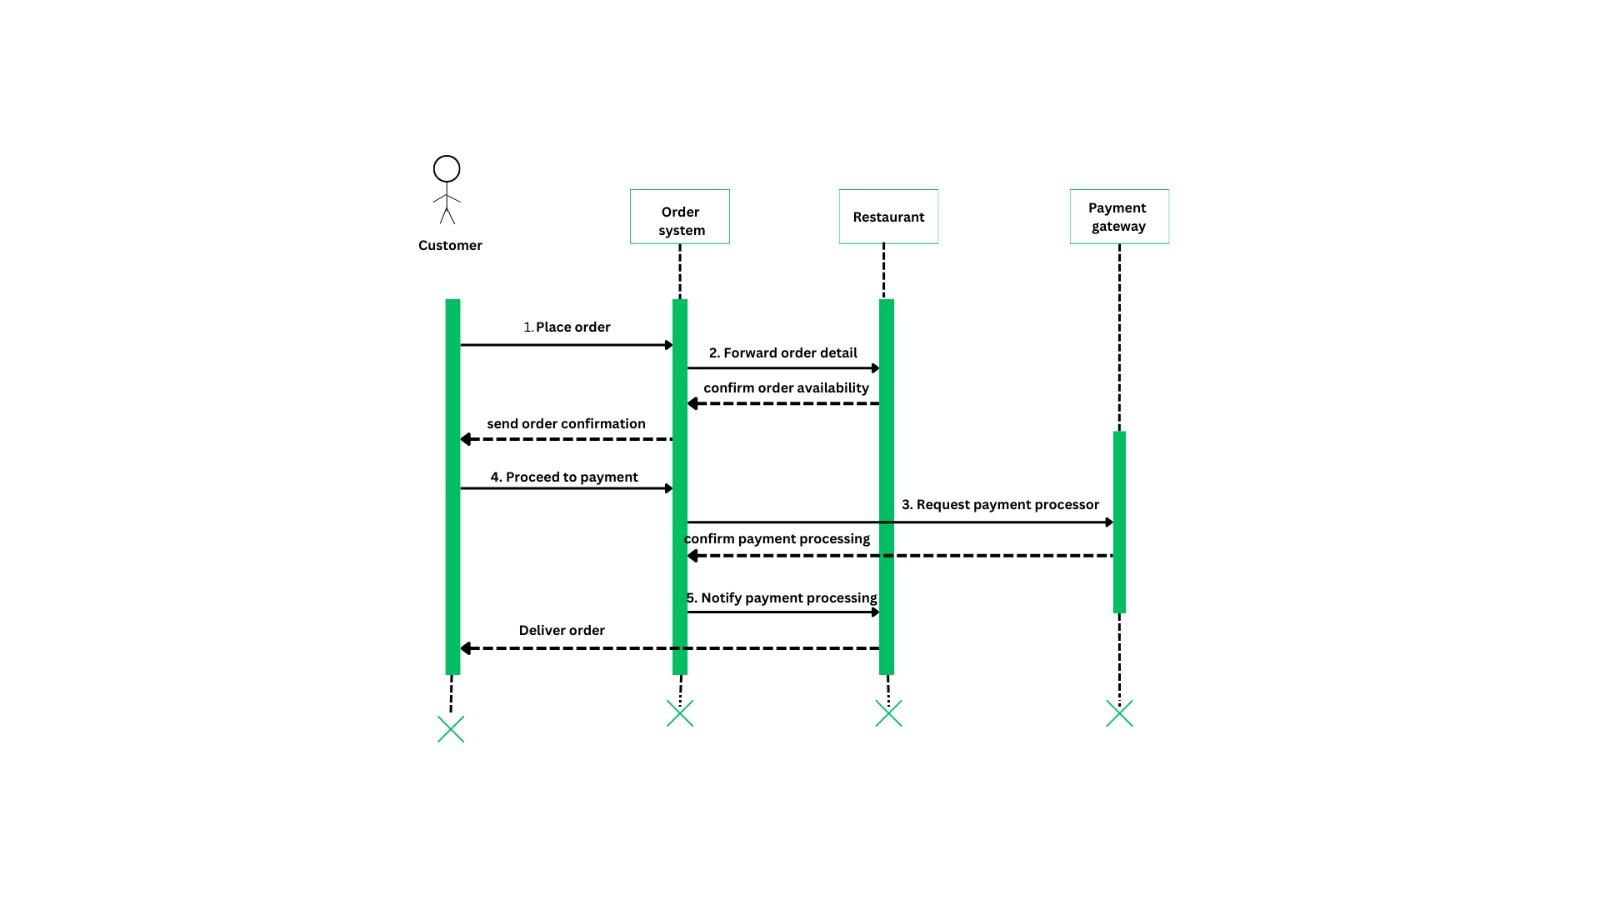 Customer
Order
system
Restaurant
Payment
gateway
1. Place order
2. Forward order detail
confirm order availability
send order confirmation
4. Proceed to payment
3. Request payment processor
confirm payment processing
5. Notify payment processing
Deliver order